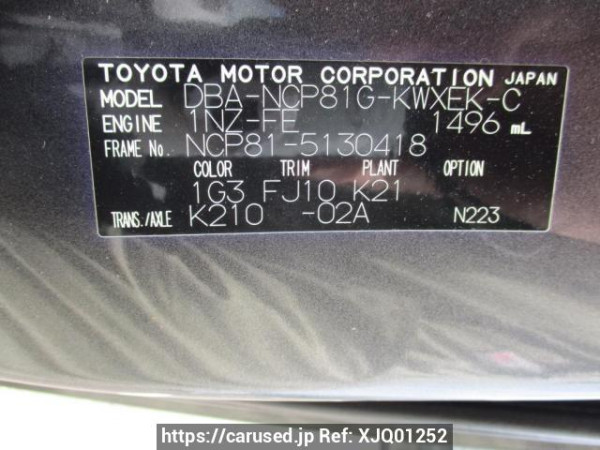 TOYOTA MOTOR CORPORATION JAPAN
MODEL DBA-NCP81G-KWXEK-C
ENGINE 1NZ-FE 1496 mL
FRAME No. NCP81-5130418
COLOR TRIM PLANT OPTION
1G3 FJ10 K21
TRANS./AXLE K210 -02A N223
https://carused.jp Ref: XJQ01252